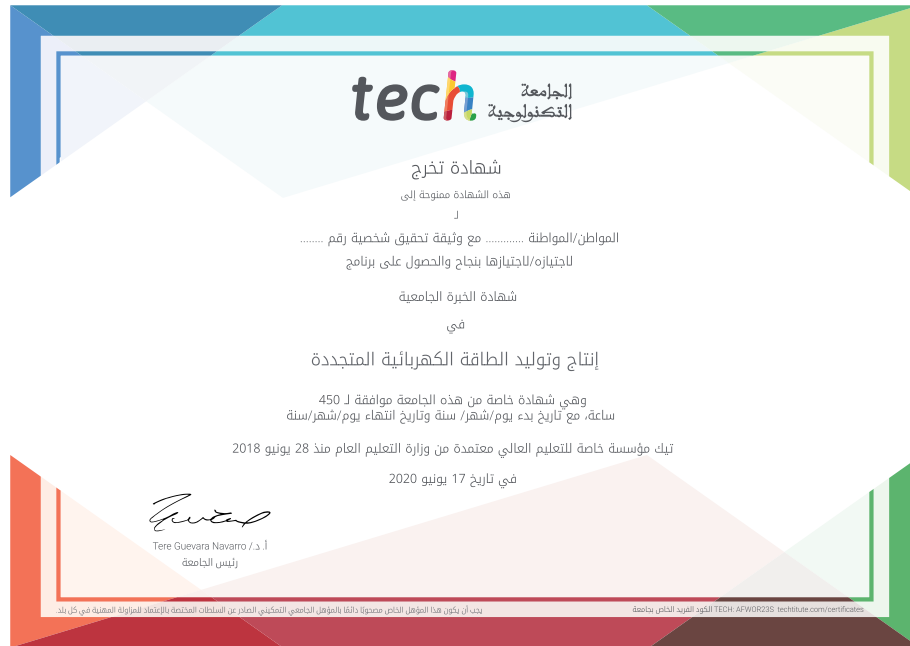 tech الجامعة
التكنولوجية
شهادة تخرج
هذه الشهادة ممنوحة إلى
لـ
المواطن/المواطنة ............. مع وثيقة تحقيق شخصية رقم ........
لاجتيازه/لاجتيازها بنجاح والحصول على برنامج
شهادة الخبرة الجامعية
في
إنتاج وتوليد الطاقة الكهربائية المتجددة
وهي شهادة خاصة من هذه الجامعة موافقة لـ 450
ساعة، مع تاريخ بدء يوم/شهر/ سنة وتاريخ انتهاء يوم/شهر/سنة
تيك مؤسسة خاصة للتعليم العالي معتمدة من وزارة التعليم العام منذ 28 يونيو 2018
في تاريخ 17 يونيو 2020
أ. د./ Tere Guevara Navarro
رئيس الجامعة
الكود الفريد الخاص بجامعة TECH: AFWOR23S techtitute.com/certificates
يجب أن يكون هذا المؤهل الخاص مصحوبًا دائمًا بالمؤهل الجامعي التمكيني الصادر عن السلطات المختصة بالإعتماد للمزاولة المهنية في كل بلد.